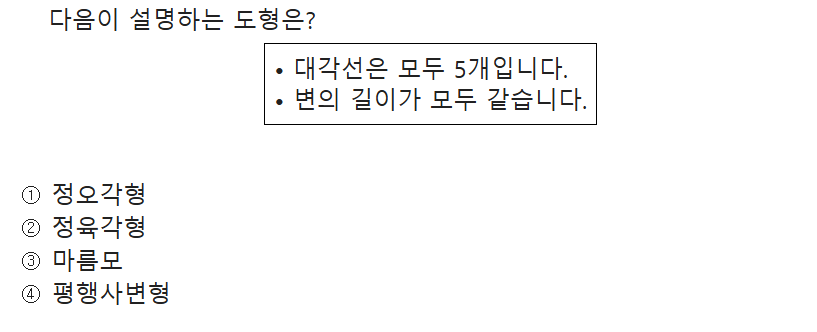 다음이 설명하는 도형은?
• 대각선은 모두 5개입니다.
• 변의 길이가 모두 같습니다.
① 정오각형
② 정육각형
③ 마름모
④ 평행사변형